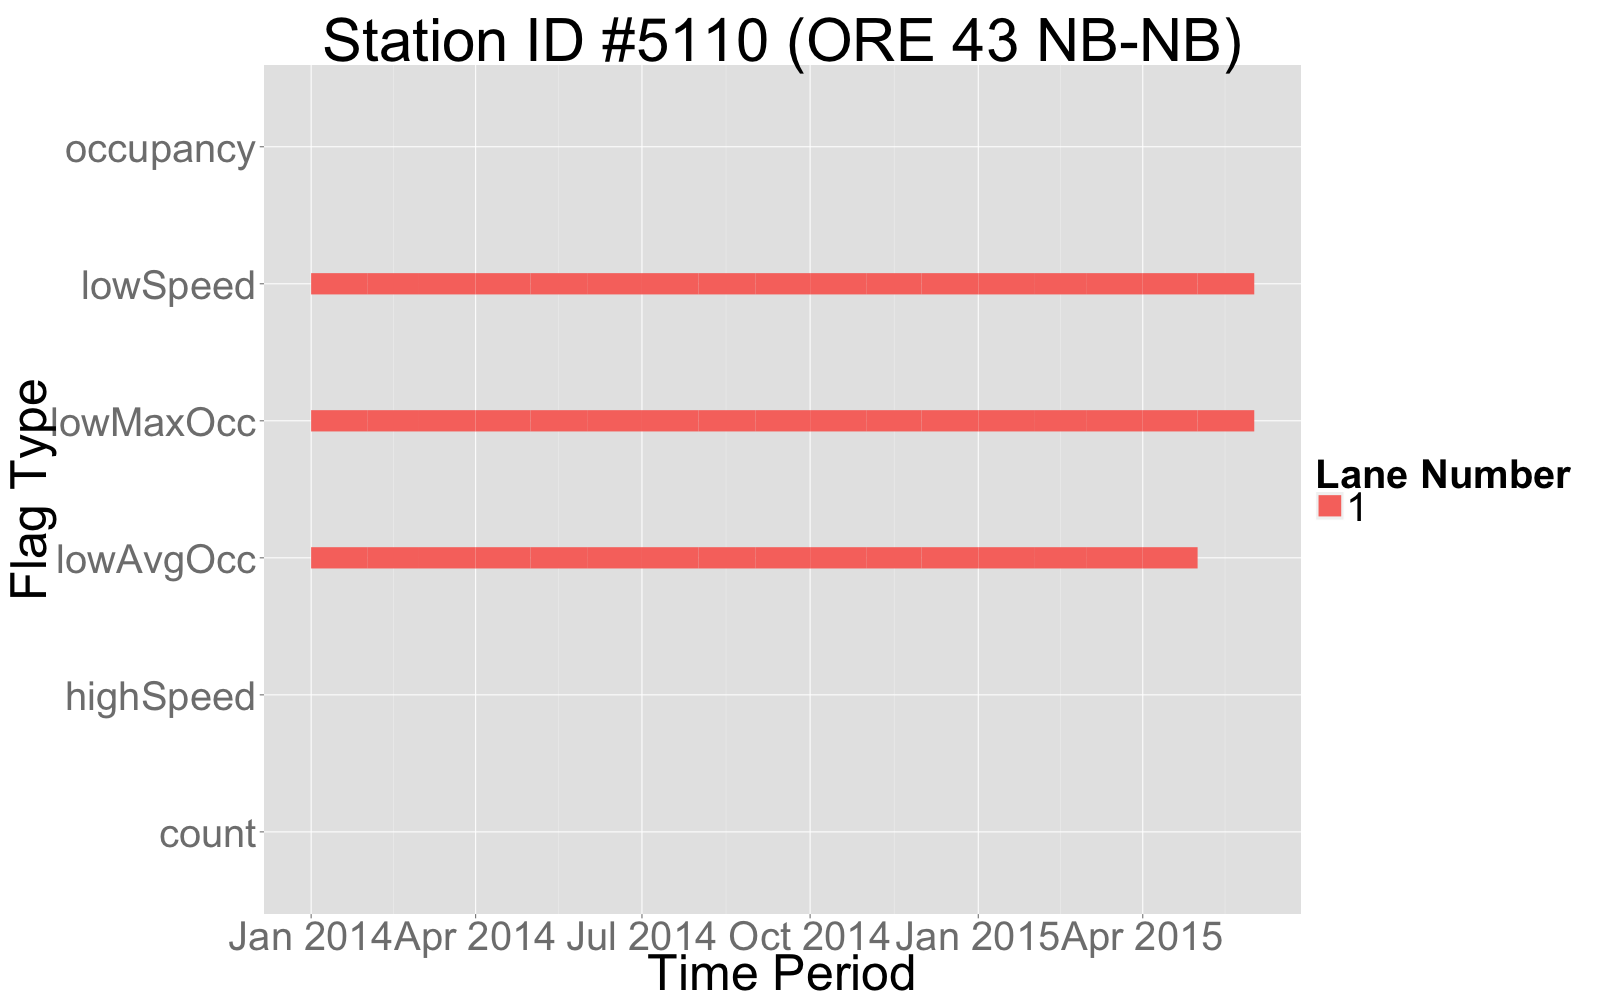 Station ID #5110 (ORE 43 NB-NB)
occupancy
lowSpeed
lowMaxOcc
lowAvgOcc
highSpeed
count
Flag Type
Jan 2014 Apr 2014 Jul 2014 Oct 2014 Jan 2015 Apr 2015
Time Period
Lane Number
1